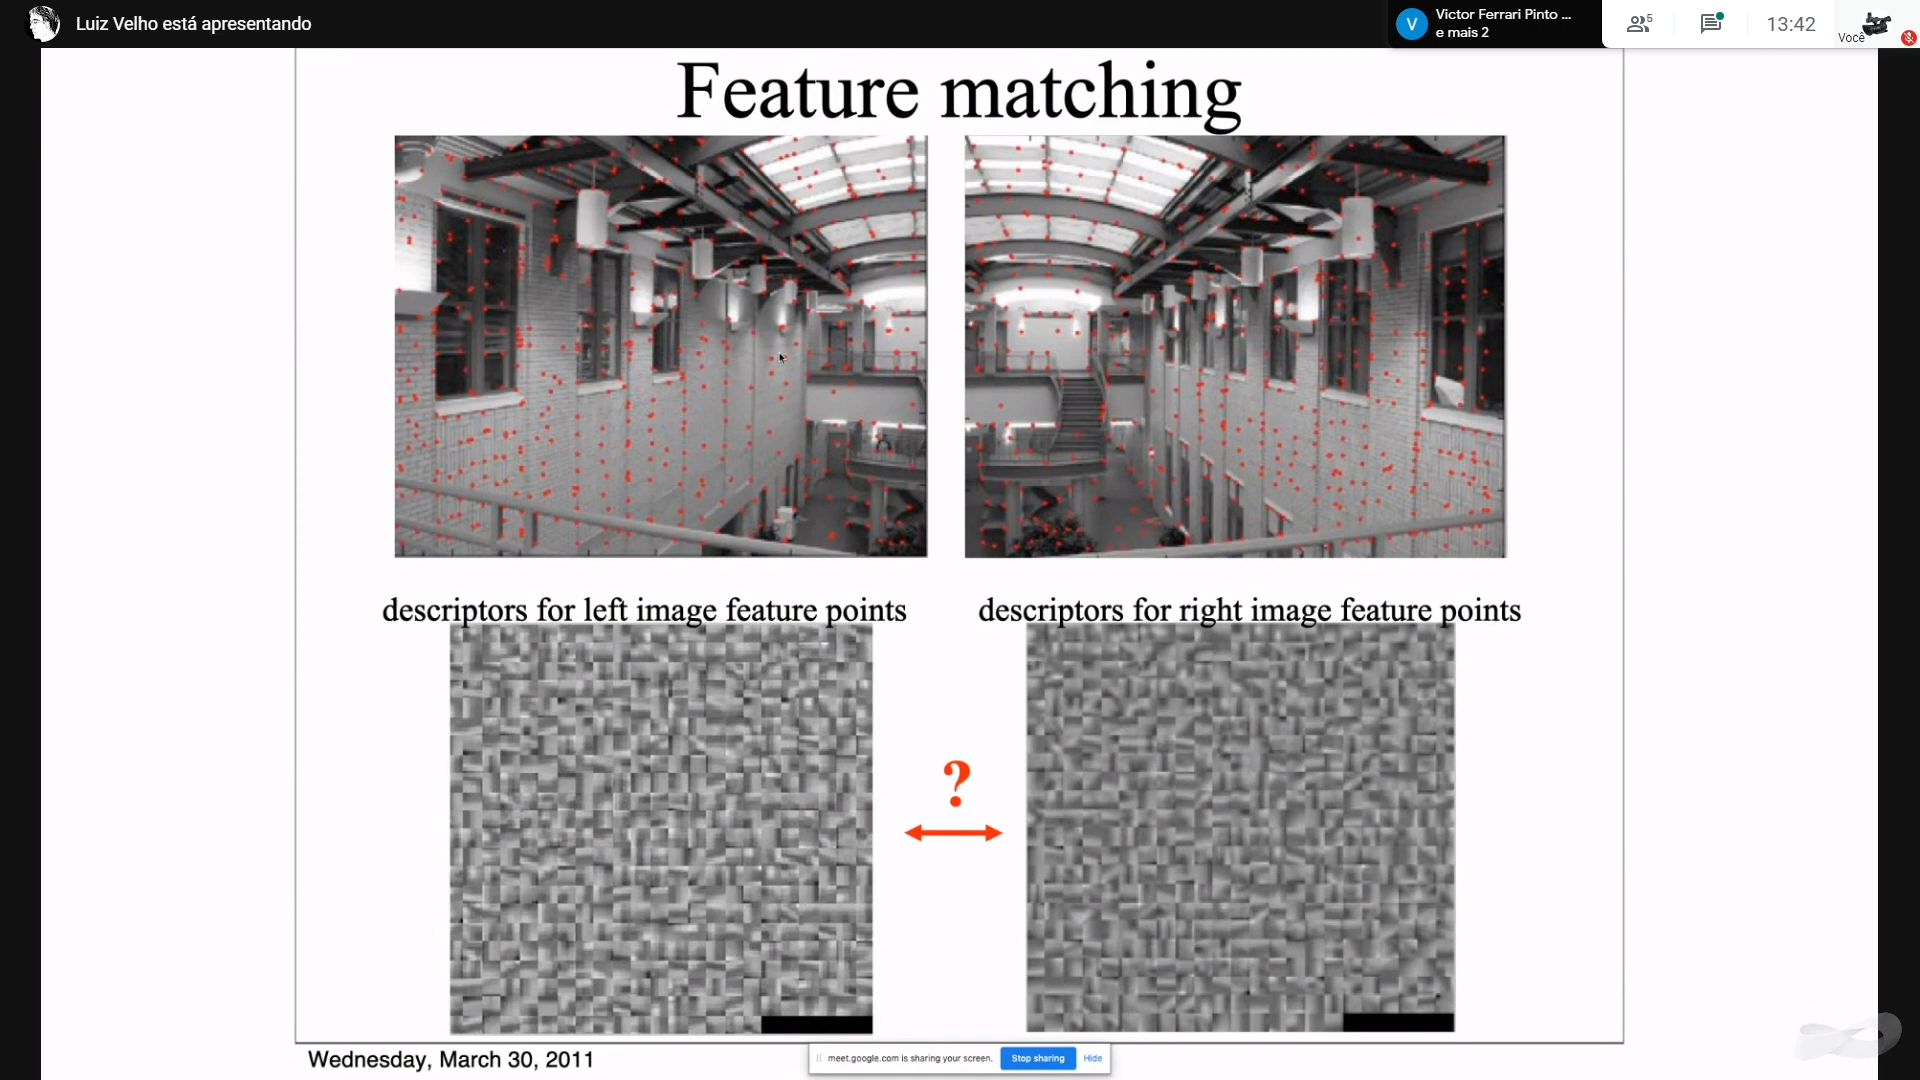 Luiz Velho está apresentando
V
Victor Ferrari Pinto ...
e mais 2
5
13:42
Você
Feature matching
descriptors for left image feature points
descriptors for right image feature points
?
Wednesday, March 30, 2011
meet.google.com is sharing your screen.
Stop sharing
Hide